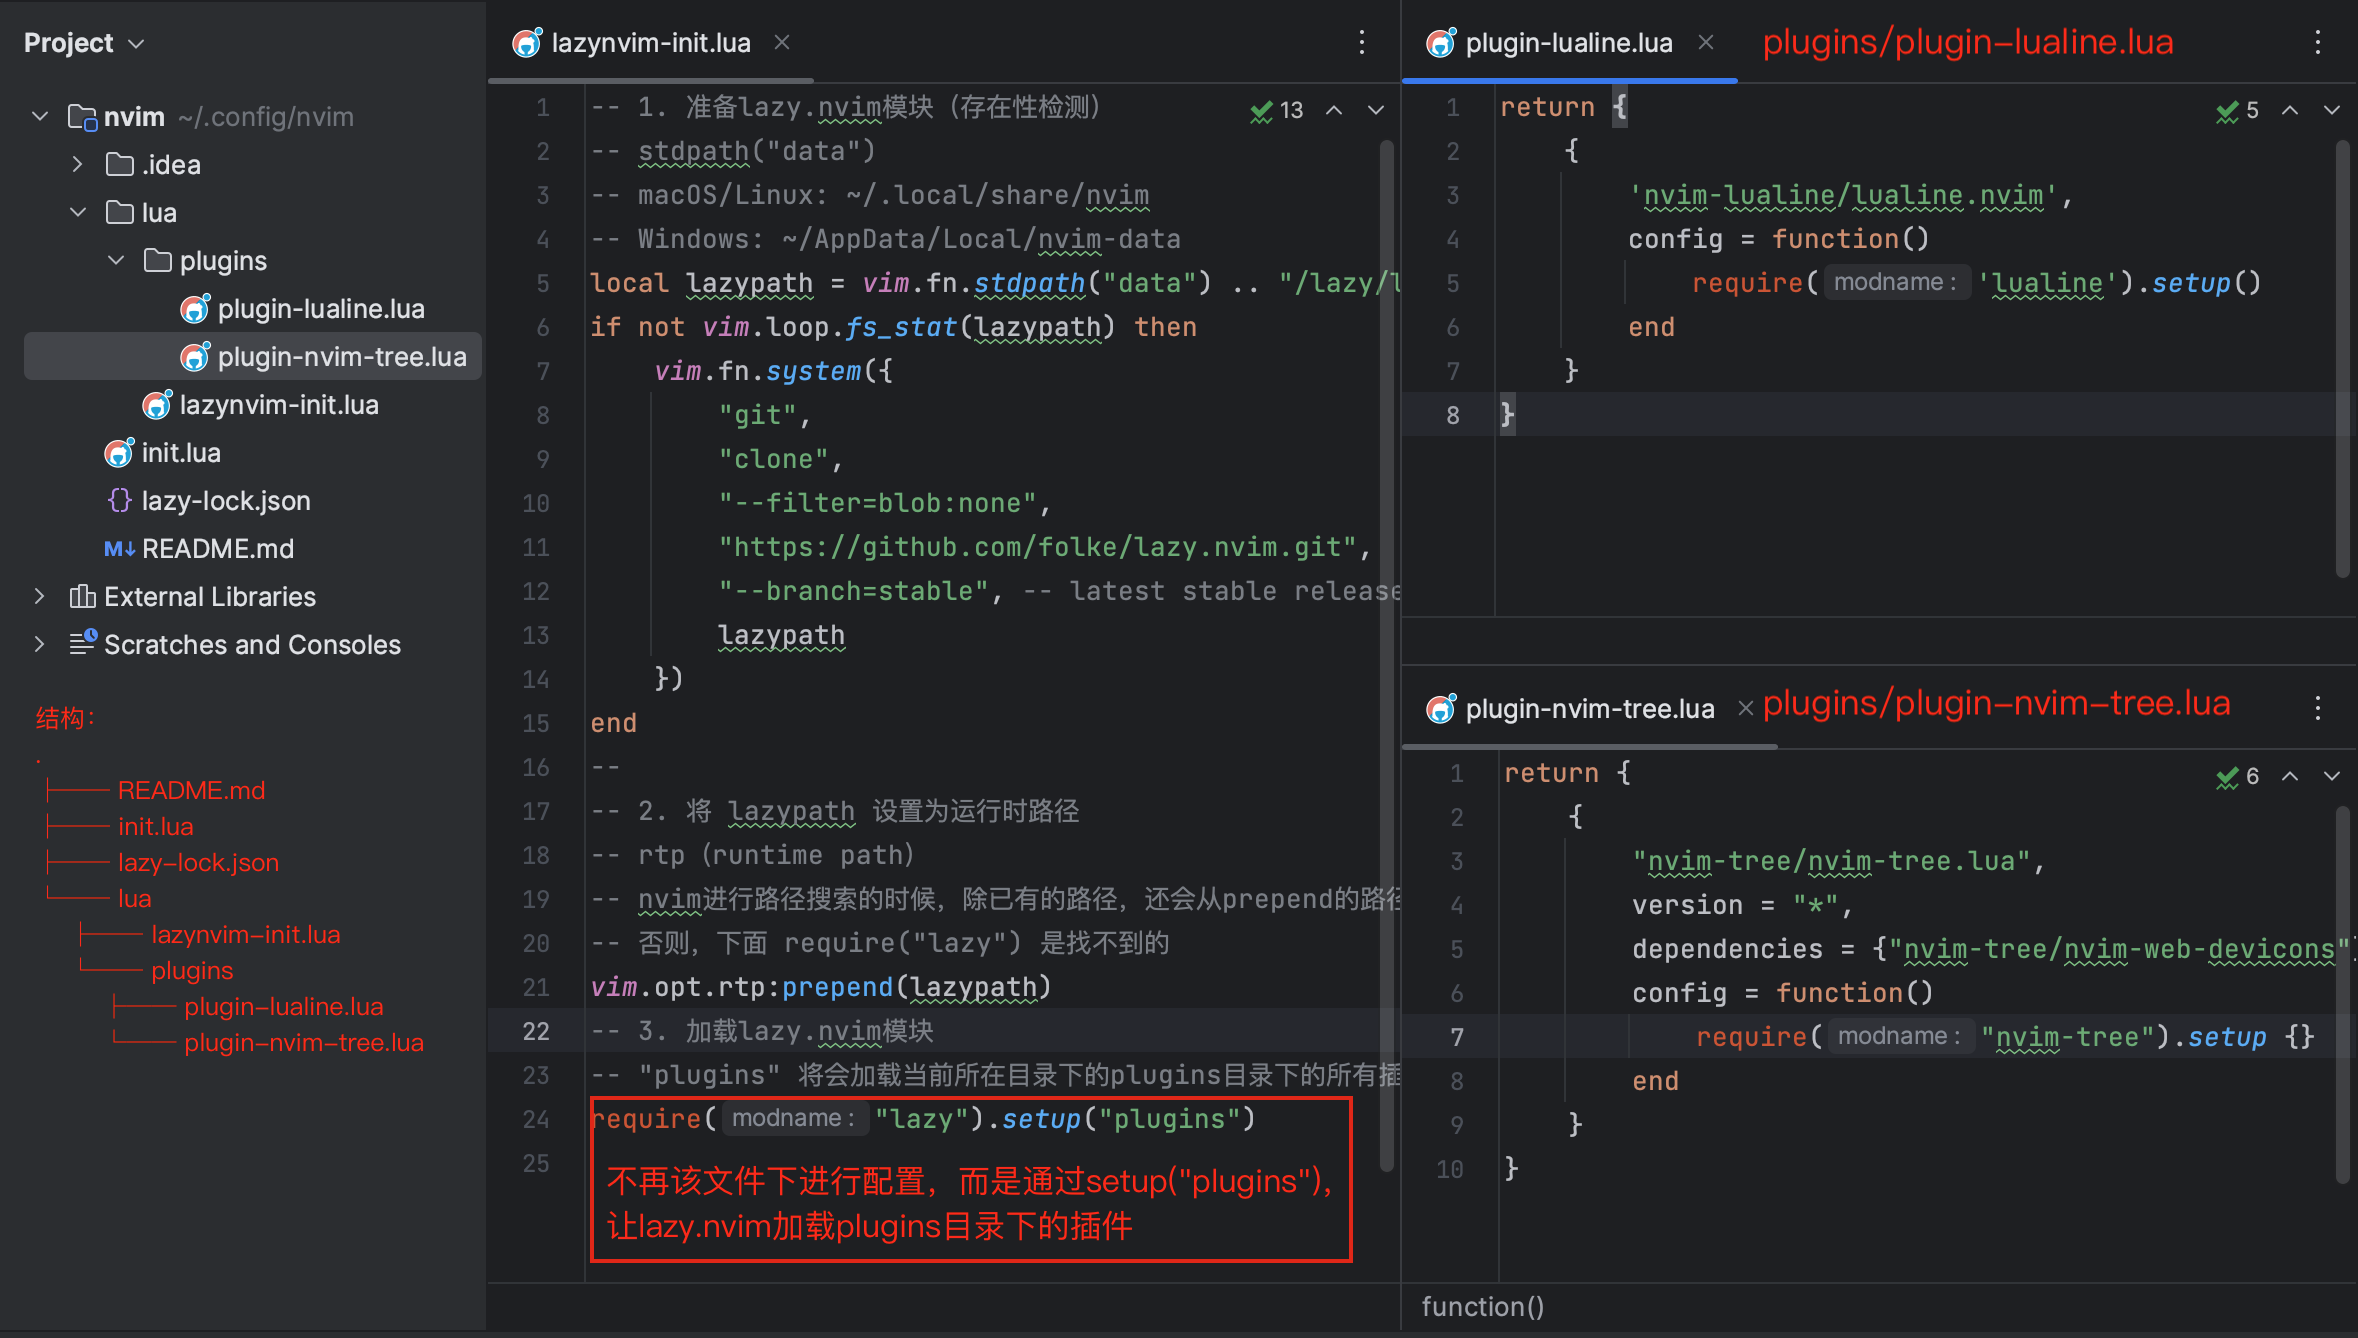 Project
nvim ~/.config/nvim
.idea
lua
plugins
plugin-lualine.lua
plugin-nvim-tree.lua
lazynvim-init.lua
init.lua
lazy-lock.json
M↓ README.md
External Libraries
Scratches and Consoles
结构：
.
├── README.md
├── init.lua
├── lazy-lock.json
└── lua
├── lazynvim-init.lua
└── plugins
├── plugin-lualine.lua
└── plugin-nvim-tree.lua
lazynvim-init.lua
13
1 -- 1. 准备lazy.nvim模块（存在性检测）
2 -- stdpath("data")
3 -- macOS/Linux: ~/.local/share/nvim
4 -- Windows: ~/AppData/Local/nvim-data
5 local lazypath = vim.fn.stdpath("data") .. "/lazy/l
6 if not vim.loop.fs_stat(lazypath) then
7 vim.fn.system({
8 "git",
9 "clone",
10 "--filter=blob:none",
11 "https://github.com/folke/lazy.nvim.git",
12 "--branch=stable", -- latest stable release
13 lazypath
14 })
15 end
16 --
17 -- 2. 将 lazypath 设置为运行时路径
18 -- rtp（runtime path）
19 -- nvim进行路径搜索的时候，除已有的路径，还会从prepend的路径
20 -- 否则，下面 require("lazy") 是找不到的
21 vim.opt.rtp:prepend(lazypath)
22 -- 3. 加载lazy.nvim模块
23 -- "plugins" 将会加载当前所在目录下的plugins目录下的所有插
24 require( modname: "lazy").setup("plugins")
25
不再该文件下进行配置，而是通过setup("plugins"),
让lazy.nvim加载plugins目录下的插件
plugin-lualine.lua
plugins/plugin-lualine.lua
5
1 return {
2 {
3 'nvim-lualine/lualine.nvim',
4 config = function()
5 require( modname: 'lualine').setup()
6 end
7 }
8 }
plugin-nvim-tree.lua
plugins/plugin-nvim-tree.lua
6
1 return {
2 {
3 "nvim-tree/nvim-tree.lua",
4 version = "*",
5 dependencies = {"nvim-tree/nvim-web-devicons"
6 config = function()
7 require( modname: "nvim-tree").setup {}
8 end
9 }
10 }
function()